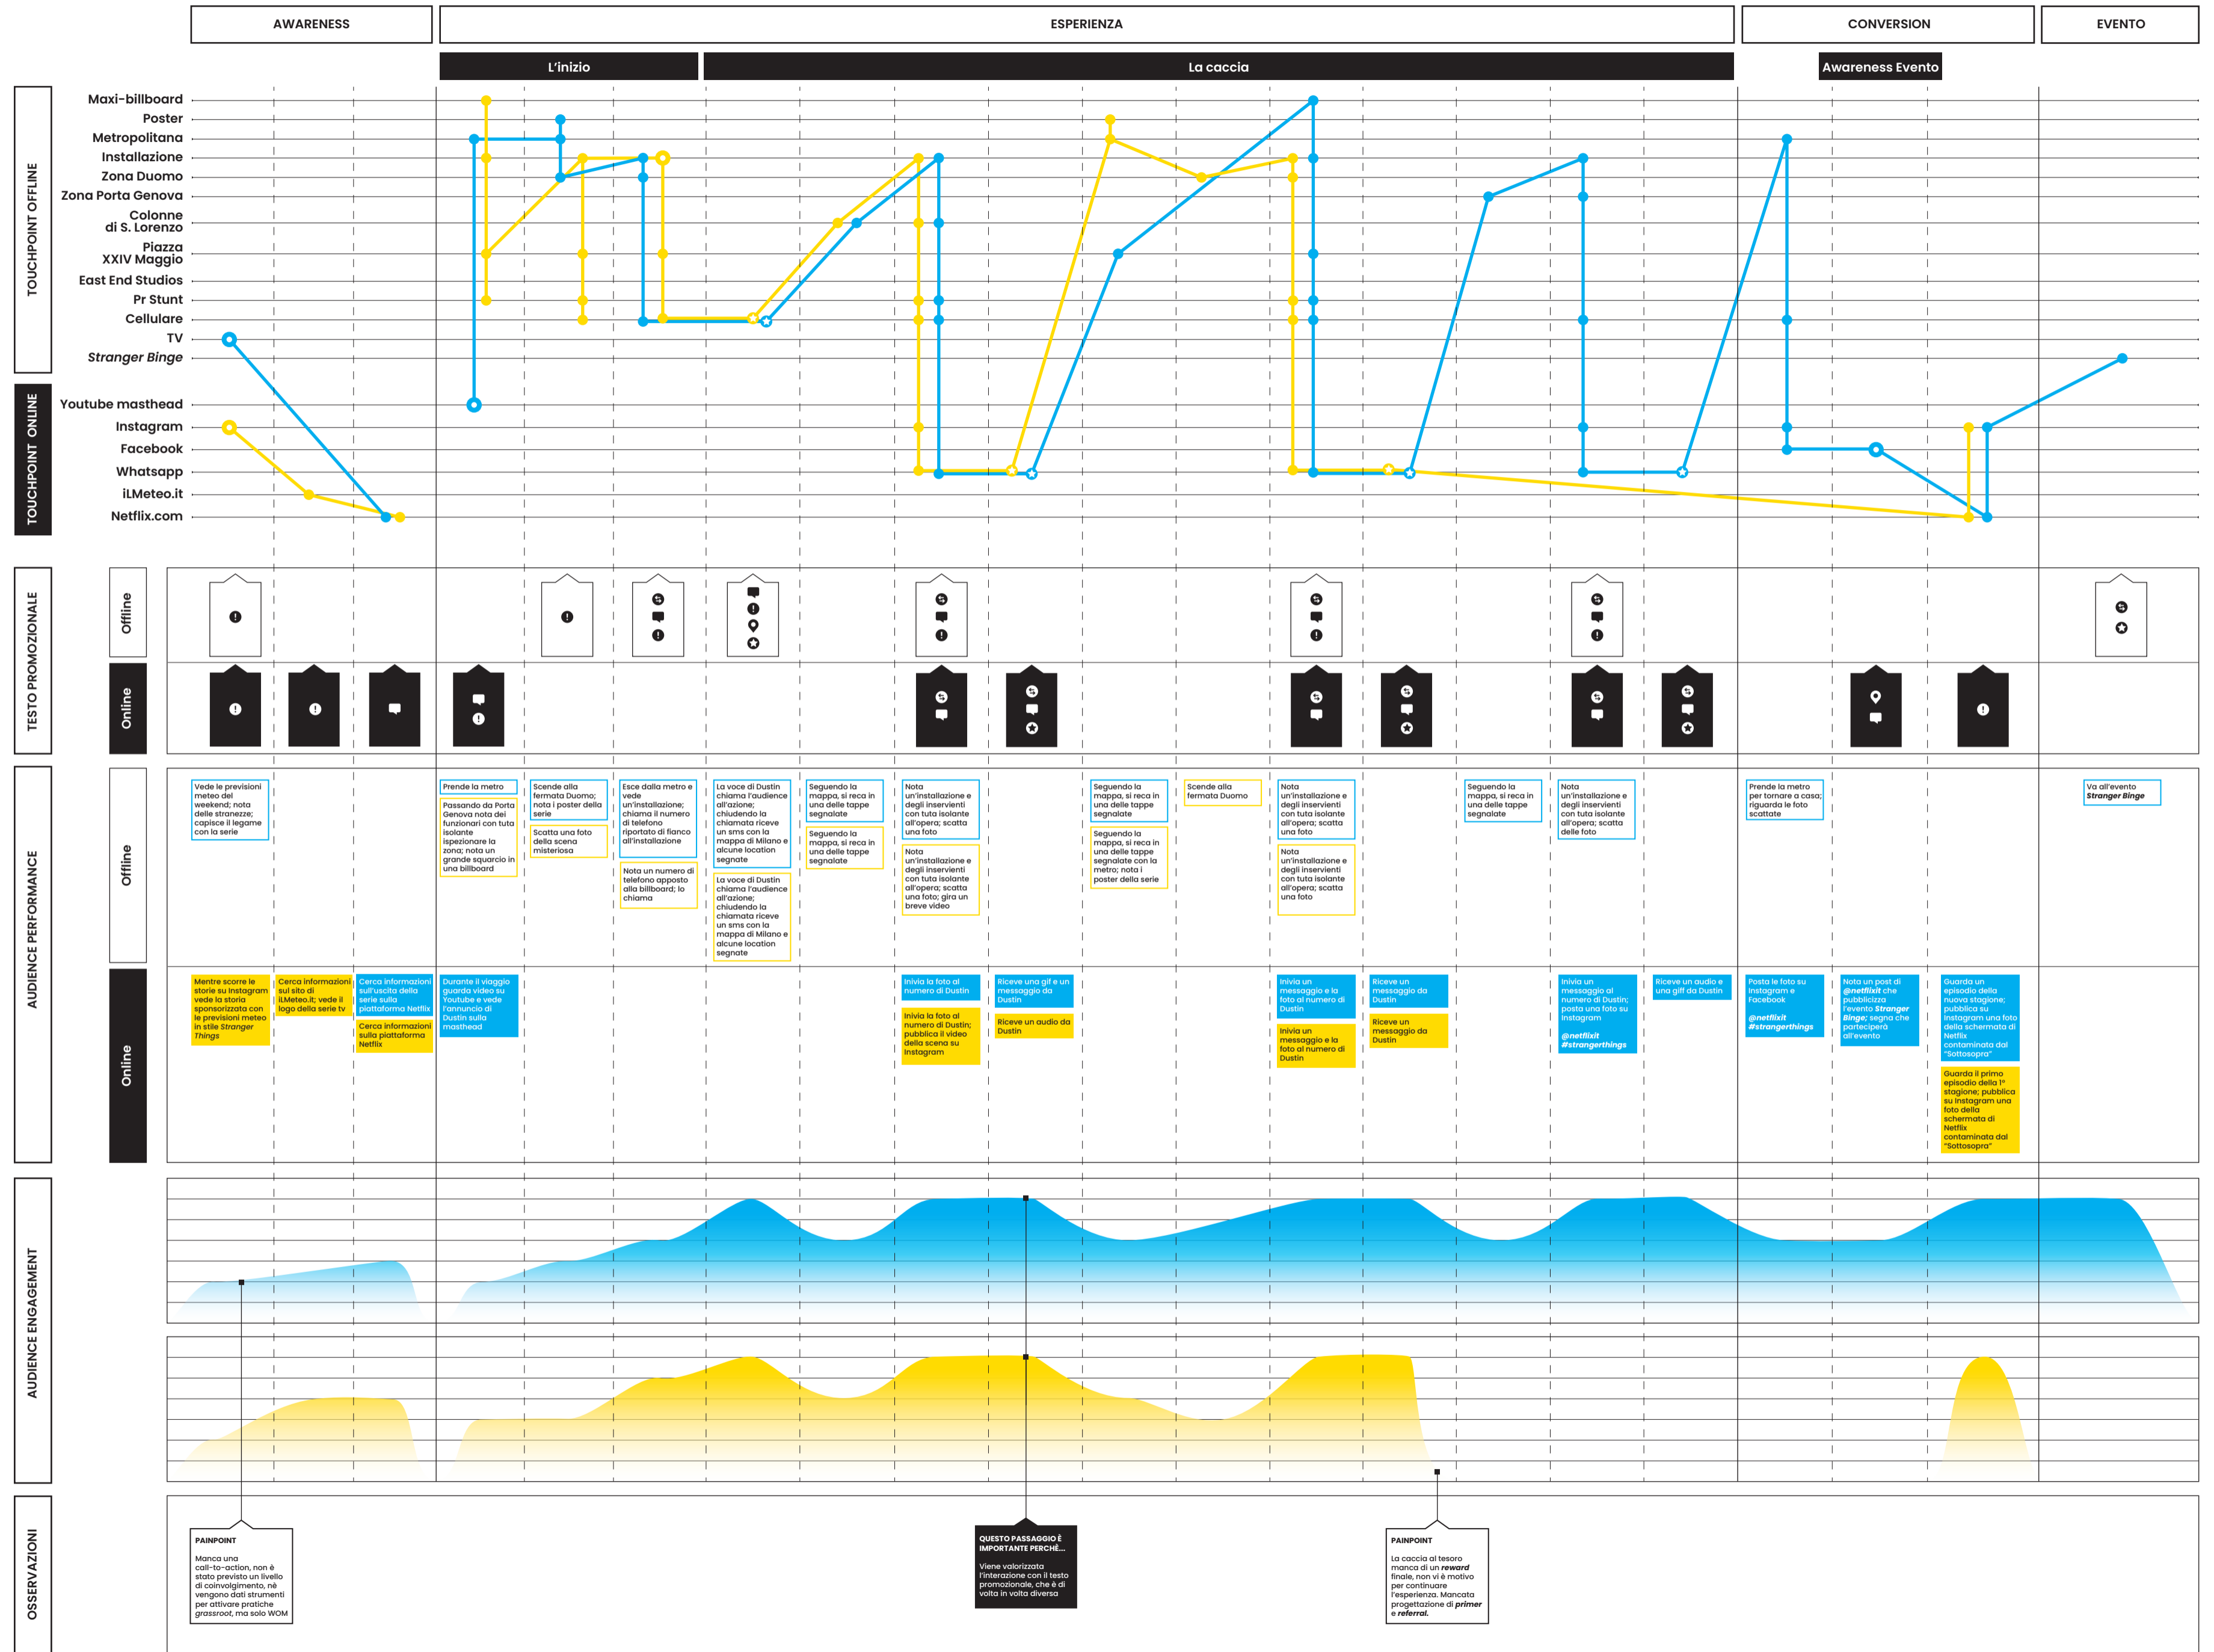 AWARENESS
ESPERIENZA
CONVERSION
EVENTO
L'inizio
La caccia
Awareness Evento
TOUCHPOINT OFFLINE
Maxi-billboard
Poster
Metropolitana
Installazione
Zona Duomo
Zona Porta Genova
Colonne
di S. Lorenzo
Piazza
XXIV Maggio
East End Studios
Pr Stunt
Cellulare
TV
Stranger Binge
TOUCHPOINT ONLINE
Youtube masthead
Instagram
Facebook
Whatsapp
iLMeteo.it
Netflix.com
TESTO PROMOZIONALE
Offline
Online
AUDIENCE PERFORMANCE
Offline
Vede le previsioni
meteo del
weekend; nota
delle stranezze;
capisce il legame
con la serie
Prende la metro
Passando da Porta
Genova nota dei
funzionari con tuta
isolante
ispezionare la
zona; nota un
grande squarcio in
una billboard
Scende alla
fermata Duomo;
nota i poster della
serie
Scatta una foto
della scena
misteriosa
Esce dalla metro e
vede
un'installazione;
chiama il numero
di telefono
riportato di fianco
all'installazione
Nota un numero di
telefono apposto
alla billboard; lo
chiama
La voce di Dustin
chiama l'audience
all'azione;
chiudendo la
chiamata riceve
un sms con la
mappa di Milano e
alcune location
segnate
La voce di Dustin
chiama l'audience
all'azione;
chiudendo la
chiamata riceve
un sms con la
mappa di Milano e
alcune location
segnate
Seguendo la
mappa, si reca in
una delle tappe
segnalate
Seguendo la
mappa, si reca in
una delle tappe
segnalate
Nota
un'installazione e
degli inservienti
con tuta isolante
all'opera; scatta
una foto
Nota
un'installazione e
degli inservienti
con tuta isolante
all'opera; scatta
una foto; gira un
breve video
Seguendo la
mappa, si reca in
una delle tappe
segnalate
Seguendo la
mappa, si reca in
una delle tappe
segnalate con la
metro; nota i
poster della serie
Scende alla
fermata Duomo
Nota
un'installazione e
degli inservienti
con tuta isolante
all'opera; scatta
una foto
Nota
un'installazione e
degli inservienti
con tuta isolante
all'opera; scatta
una foto
Seguendo la
mappa, si reca in
una delle tappe
segnalate
Nota
un'installazione e
degli inservienti
con tuta isolante
all'opera; scatta
delle foto
Prende la metro
per tornare a casa;
riguarda le foto
scattate
Va all'evento
Stranger Binge
Online
Mentre scorre le
storie su Instagram
vede la storia
sponsorizzata con
le previsioni meteo
in stile Stranger
Things
Cerca informazioni
sul sito di
iLMeteo.it; vede il
logo della serie tv
Cerca informazioni
sull'uscita della
serie sulla
piattaforma Netflix
Cerca informazioni
sulla piattaforma
Netflix
Durante il viaggio
guarda video su
Youtube e vede
l'annuncio di
Dustin sulla
masthead
Inivia la foto al
numero di Dustin
Inivia la foto al
numero di Dustin;
pubblica il video
della scena su
Instagram
Riceve una gif e un
messaggio da
Dustin
Riceve un audio da
Dustin
Inivia un
messaggio e la
foto al numero di
Dustin
Inivia un
messaggio e la
foto al numero di
Dustin
Riceve un
messaggio da
Dustin
Riceve un
messaggio da
Dustin
Inivia un
messaggio al
numero di Dustin;
posta una foto su
Instagram
@netflixit
#strangerthings
Riceve un audio e
una giff da Dustin
Posta le foto su
Instagram e
Facebook
@netflixit
#strangerthings
Nota un post di
@netflixit che
pubblicizza
l'evento Stranger
Binge; segna che
parteciperà
all'evento
Guarda un
episodio della
nuova stagione;
pubblica su
Instagram una foto
della schermata di
Netflix
contaminata dal
"Sottosopra"
Guarda il primo
episodio della 1ª
stagione; pubblica
su Instagram una
foto della
schermata di
Netflix
contaminata dal
"Sottosopra"
AUDIENCE ENGAGEMENT
OSSERVAZIONI
PAINPOINT
Manca una
call-to-action, non è
stato previsto un livello
di coinvolgimento, nè
vengono dati strumenti
per attivare pratiche
grassroot, ma solo WOM
QUESTO PASSAGGIO È
IMPORTANTE PERCHÈ...
Viene valorizzata
l'interazione con il testo
promozionale, che è di
volta in volta diversa
PAINPOINT
La caccia al tesoro
manca di un reward
finale, non vi è motivo
per continuare
l'esperienza. Mancata
progettazione di primer
e referral.